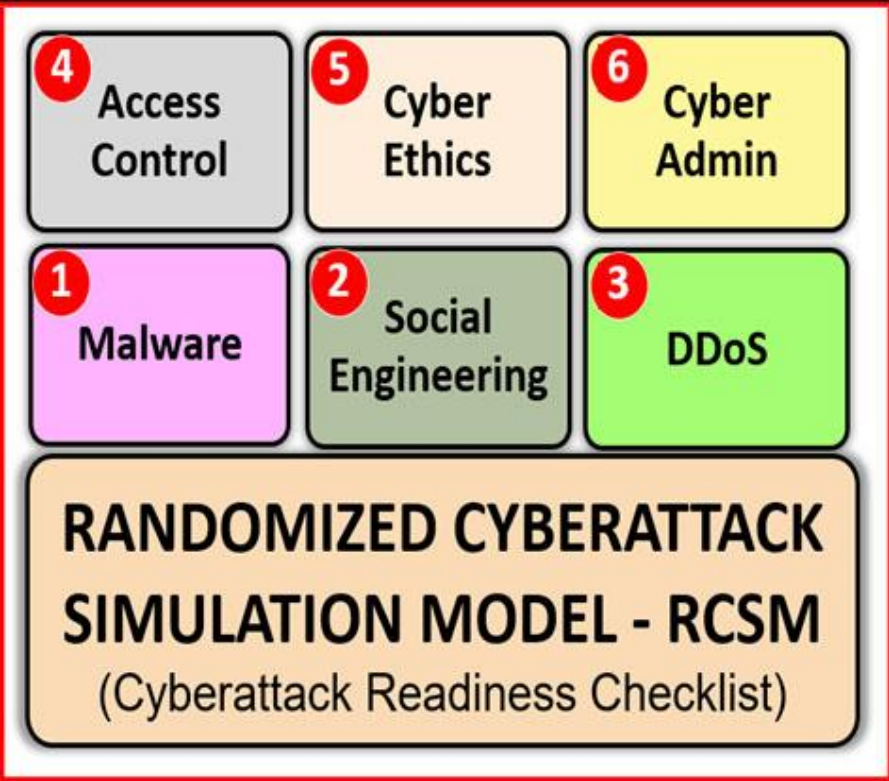 4
Access
Control
5
Cyber
Ethics
6
Cyber
Admin
1
Malware
2
Social
Engineering
3
DDoS
RANDOMIZED CYBERATTACK
SIMULATION MODEL - RCSM
(Cyberattack Readiness Checklist)